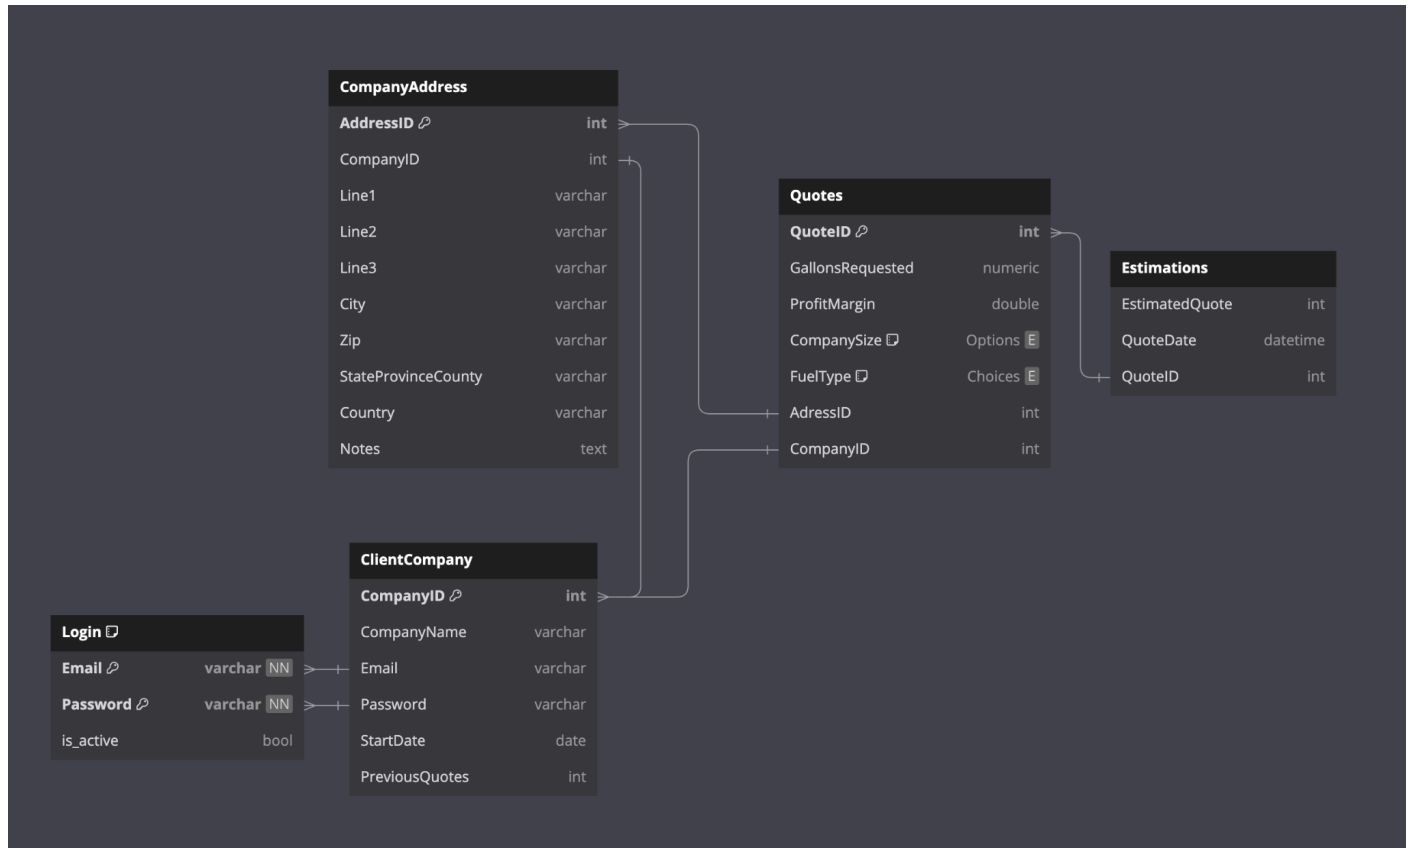 CompanyAddress
AddressID int
CompanyID int
Line1 varchar
Line2 varchar
Line3 varchar
City varchar
Zip varchar
StateProvinceCounty varchar
Country varchar
Notes text
Quotes
QuoteID int
GallonsRequested numeric
ProfitMargin double
CompanySize Options E
FuelType Choices E
AdressID int
CompanyID int
Estimations
EstimatedQuote int
QuoteDate datetime
QuoteID int
ClientCompany
CompanyID int
CompanyName varchar
Email varchar
Password varchar
StartDate date
PreviousQuotes int
Login
Email varchar NN
Password varchar NN
is_active bool